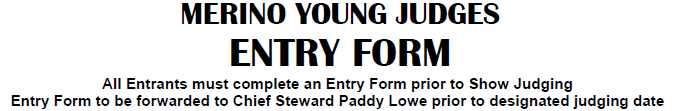 MERINO YOUNG JUDGES
ENTRY FORM
All Entrants must complete an Entry Form prior to Show Judging
Entry Form to be forwarded to Chief Steward Paddy Lowe prior to designated judging date